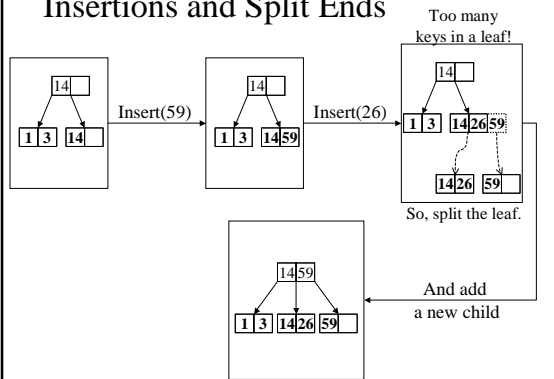 Insertions and Split Ends
Too many
keys in a leaf!
14
1 3 14
Insert(59)
14
1 3 14 59
Insert(26)
14
1 3 14 26 59
14 26 59
So, split the leaf.
And add
a new child
14 59
1 3 14 26 59